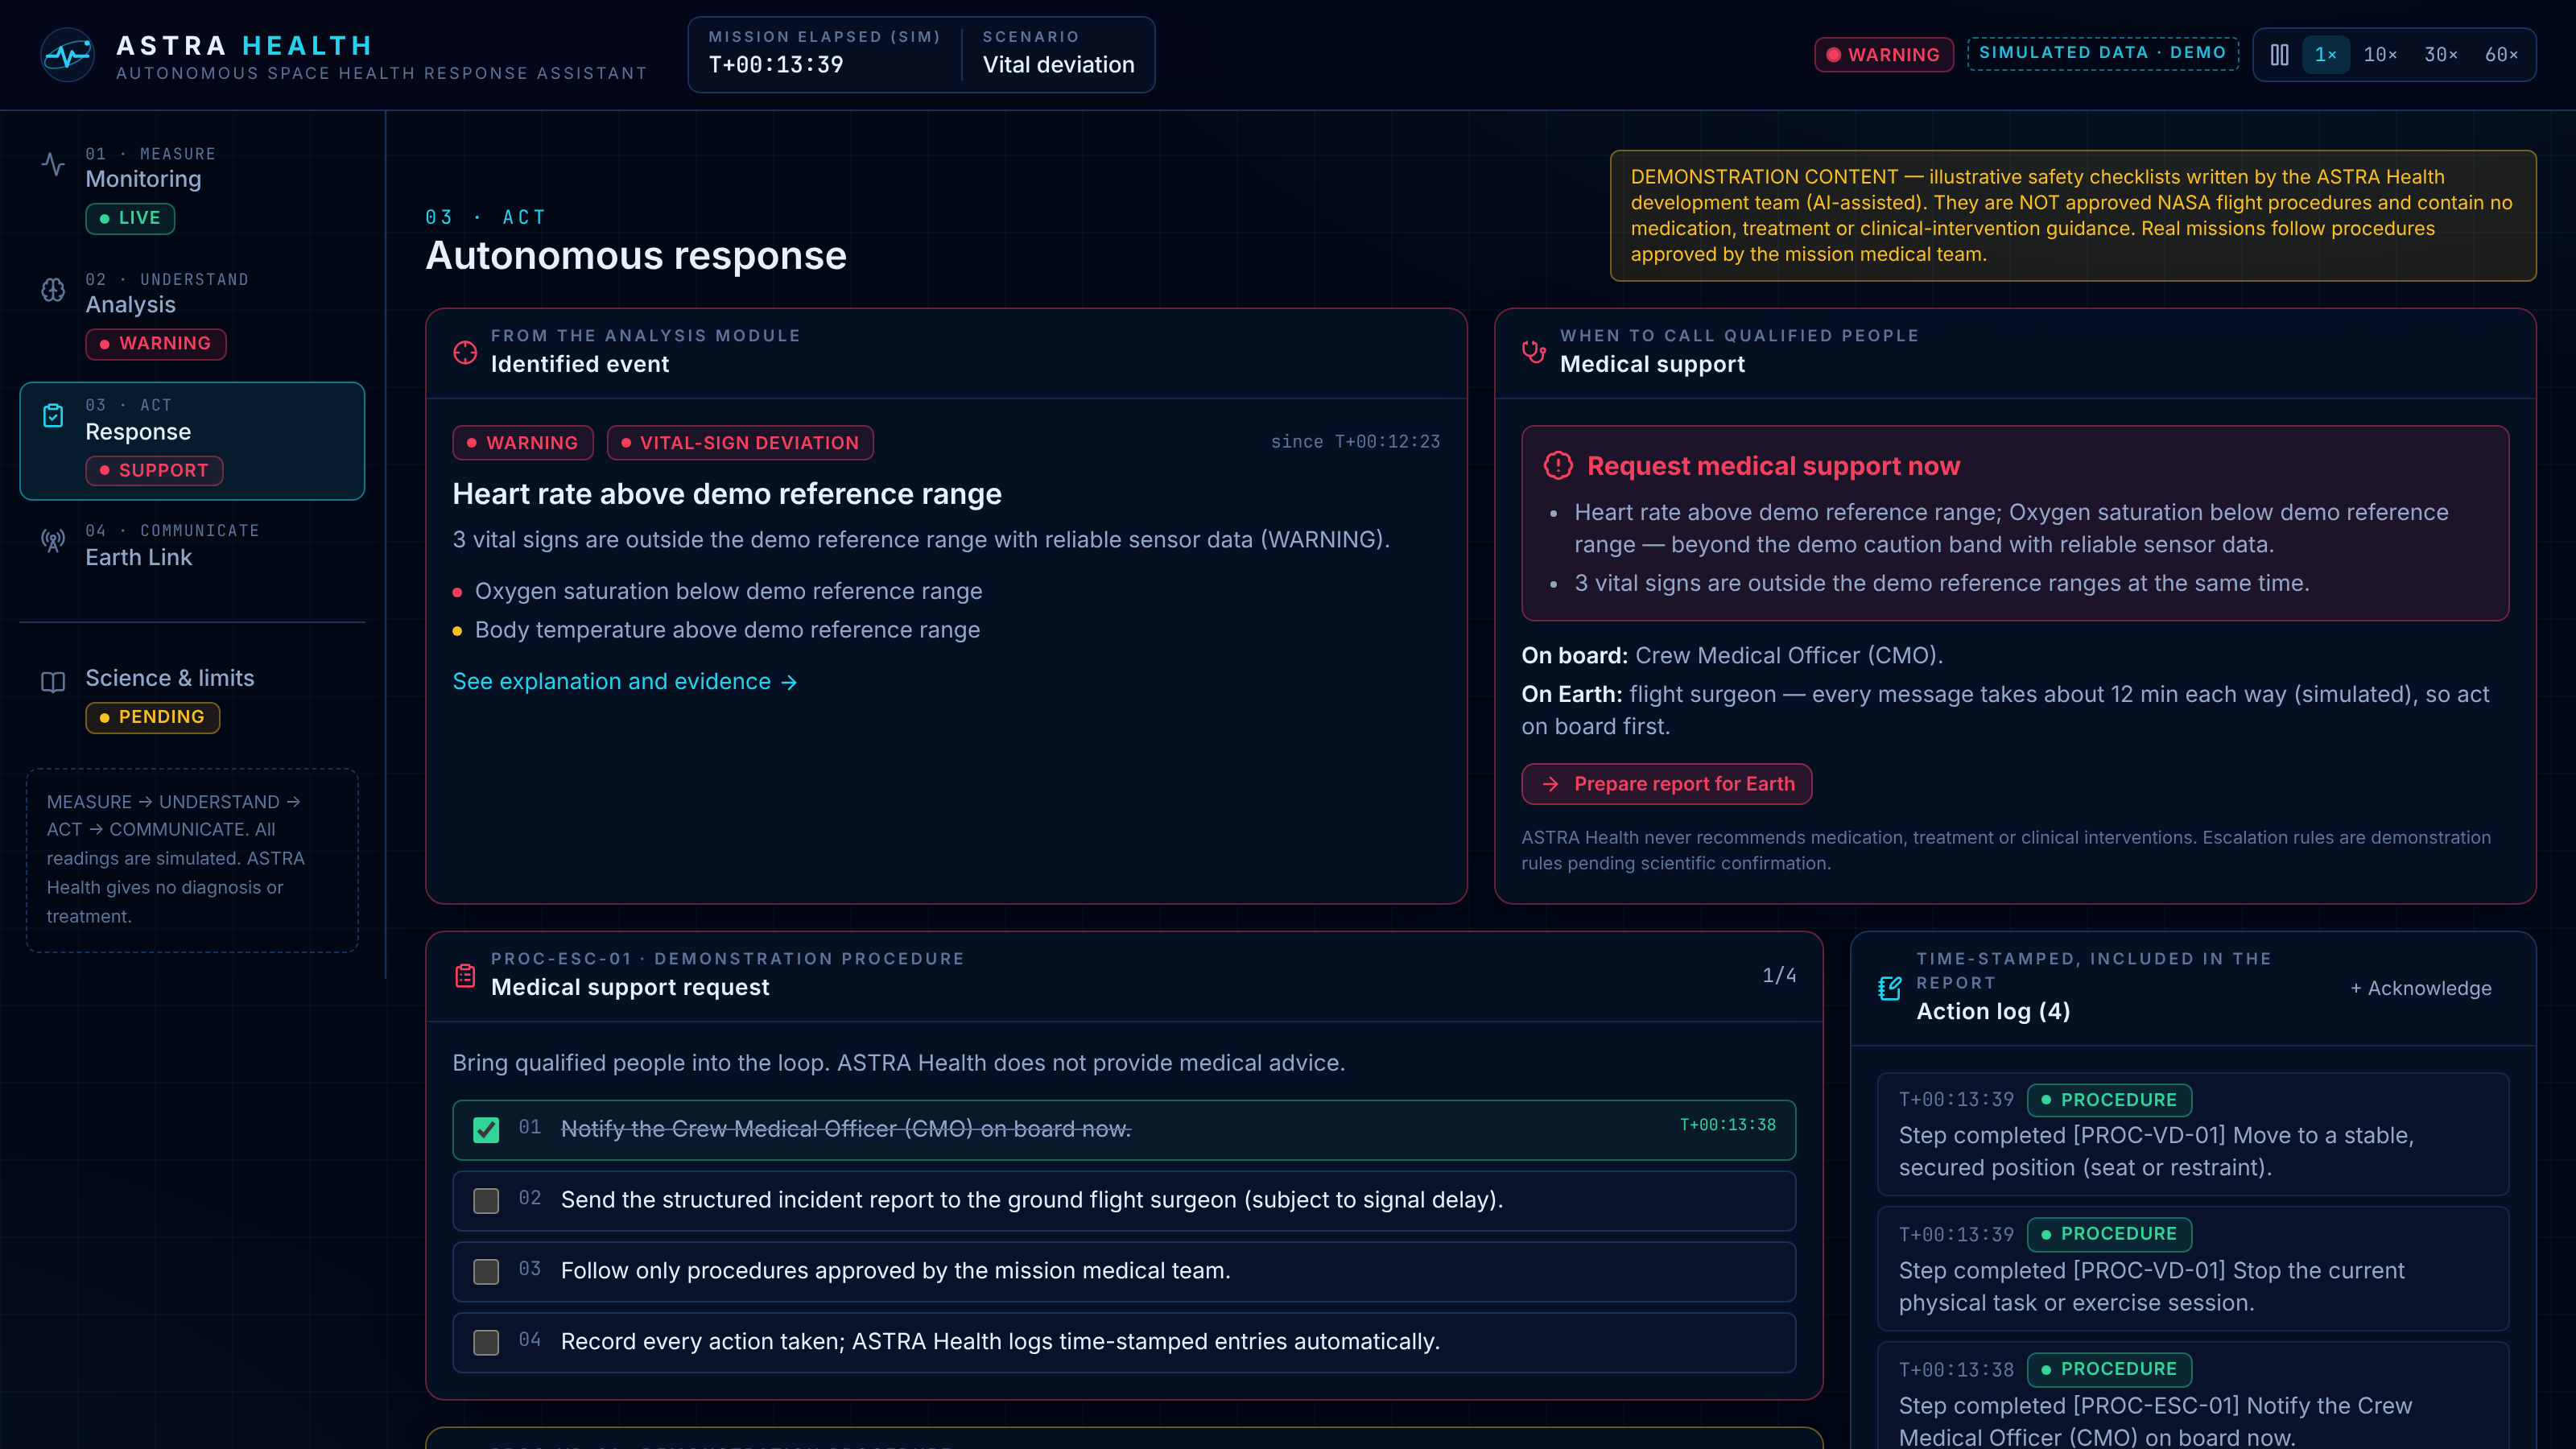 ASTRA HEALTH
AUTONOMOUS SPACE HEALTH RESPONSE ASSISTANT
MISSION ELAPSED (SIM)
T+00:13:39
SCENARIO
Vital deviation
WARNING
SIMULATED DATA · DEMO
1×
10×
30×
60×
01 · MEASURE
Monitoring
LIVE
02 · UNDERSTAND
Analysis
WARNING
03 · ACT
Response
SUPPORT
04 · COMMUNICATE
Earth Link
Science & limits
PENDING
MEASURE → UNDERSTAND →
ACT → COMMUNICATE. All
readings are simulated. ASTRA
Health gives no diagnosis or
treatment.
03 · ACT
Autonomous response
DEMONSTRATION CONTENT — illustrative safety checklists written by the ASTRA Health
development team (AI-assisted). They are NOT approved NASA flight procedures and contain no
medication, treatment or clinical-intervention guidance. Real missions follow procedures
approved by the mission medical team.
FROM THE ANALYSIS MODULE
Identified event
WARNING
VITAL-SIGN DEVIATION
since T+00:12:23
Heart rate above demo reference range
3 vital signs are outside the demo reference range with reliable sensor data (WARNING).
Oxygen saturation below demo reference range
Body temperature above demo reference range
See explanation and evidence →
WHEN TO CALL QUALIFIED PEOPLE
Medical support
Request medical support now
• Heart rate above demo reference range; Oxygen saturation below demo reference
range — beyond the demo caution band with reliable sensor data.
• 3 vital signs are outside the demo reference ranges at the same time.
On board: Crew Medical Officer (CMO).
On Earth: flight surgeon — every message takes about 12 min each way (simulated), so act
on board first.
→ Prepare report for Earth
ASTRA Health never recommends medication, treatment or clinical interventions. Escalation rules are demonstration
rules pending scientific confirmation.
PROC-ESC-01 · DEMONSTRATION PROCEDURE
Medical support request
1/4
Bring qualified people into the loop. ASTRA Health does not provide medical advice.
01 Notify the Crew Medical Officer (CMO) on board now.
T+00:13:38
02 Send the structured incident report to the ground flight surgeon (subject to signal delay).
03 Follow only procedures approved by the mission medical team.
04 Record every action taken; ASTRA Health logs time-stamped entries automatically.
TIME-STAMPED, INCLUDED IN THE
REPORT
Action log (4)
+ Acknowledge
T+00:13:39 PROCEDURE
Step completed [PROC-VD-01] Move to a stable,
secured position (seat or restraint).
T+00:13:39 PROCEDURE
Step completed [PROC-VD-01] Stop the current
physical task or exercise session.
T+00:13:38 PROCEDURE
Step completed [PROC-ESC-01] Notify the Crew
Medical Officer (CMO) on board now.